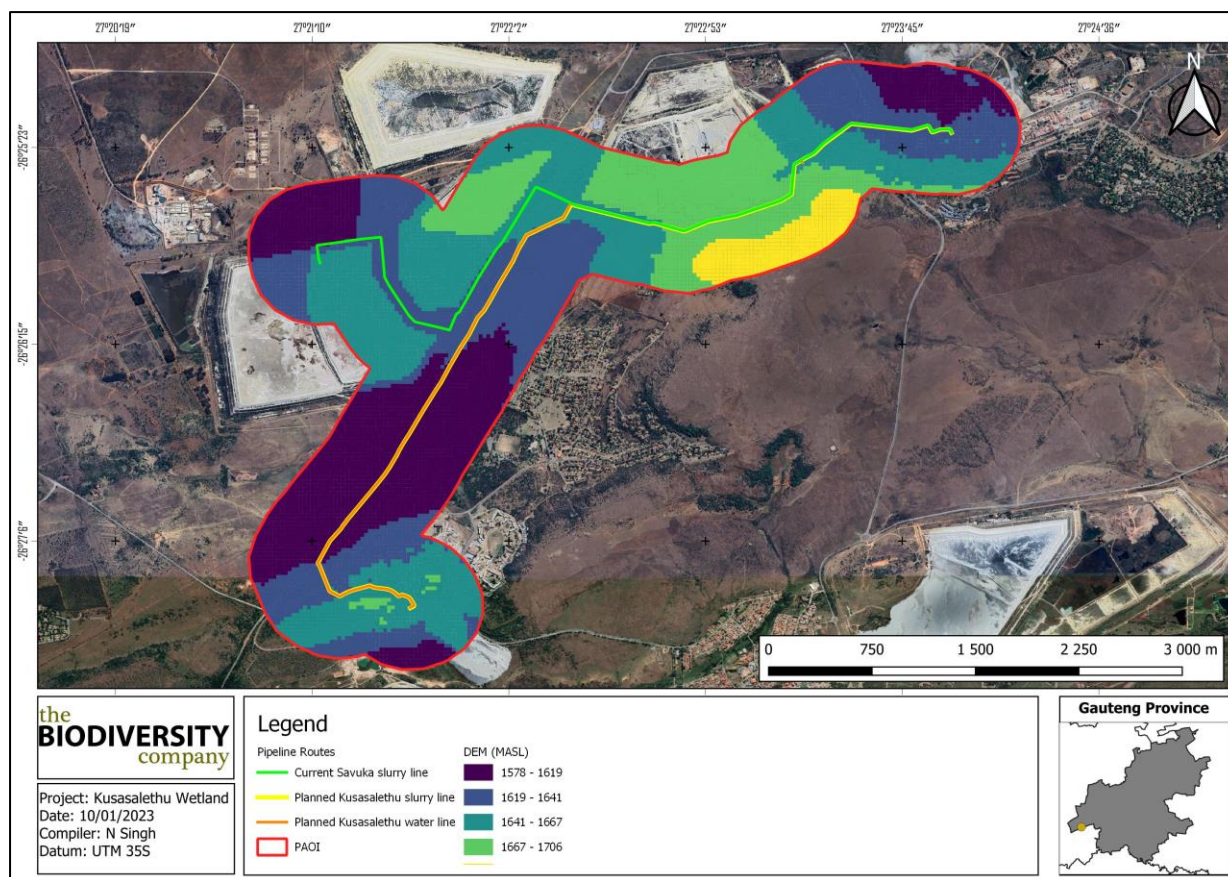 27°20'19" 27°21'10" 27°22'2" 27°22'53" 27°23'45" 27°24'36"
N
-26°25'23"
-26°26'15"
-26°27'6"
0 750 1 500 2 250 3 000 m
the
BIODIVERSITY
company
Project: Kusasalethu Wetland
Date: 10/01/2023
Compiler: N Singh
Datum: UTM 35S
Legend
Pipeline Routes
Current Savuka slurry line
Planned Kusasalethu slurry line
Planned Kusasalethu water line
PAOI
DEM (MASL)
1578 - 1619
1619 - 1641
1641 - 1667
1667 - 1706
Gauteng Province